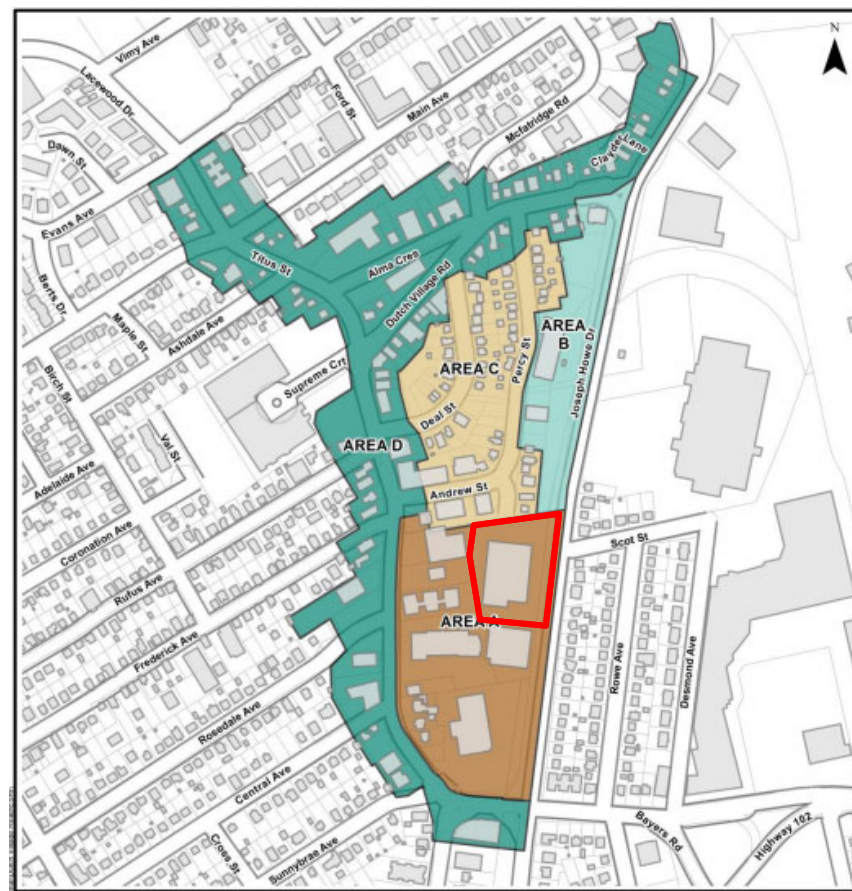 N
Vimy Ave
Lacewood Dr
Ford St
Main Ave
Mcfatridge Rd
Dawn St
Claydel Lane
Evans Ave
Titus St
Alma Cres
Dutch Village Rd
Berts Dr
Maple St
Ashdale Ave
AREA
B
Joseph Howe Dr
Percy St
AREA C
Supreme Crt
Birch St
Deal St
Val St
AREA D
Adelaide Ave
Andrew St
Coronation Ave
Scot St
Rufus Ave
AREA A
Frederick Ave
Rowe Ave
Desmond Ave
Rosedale Ave
Central Ave
Cross St
Sunnybrae Ave
Bayers Rd
Highway 102